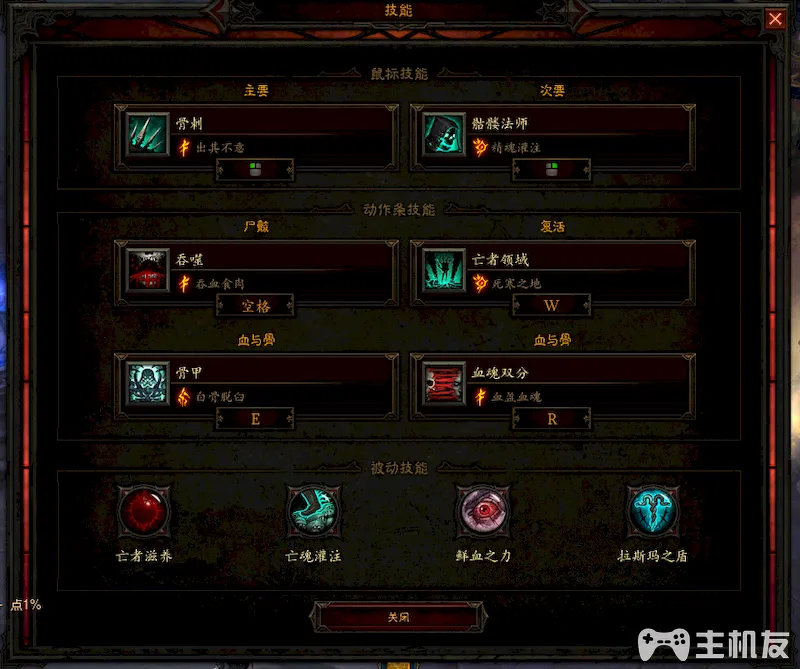 技能
鼠标技能
主要
次要
骨刺
出其不意
骷髅法师
精魂灌注
动作条技能
尸骸
复活
吞噬
吞血食肉
空格
亡者领域
死寒之地
W
血与骨
血与骨
骨甲
白骨脱臼
E
血魂双分
血盈血魂
R
被动技能
亡者滋养
亡魂灌注
鲜血之力
拉斯玛之盾
点1%
关闭
主机友